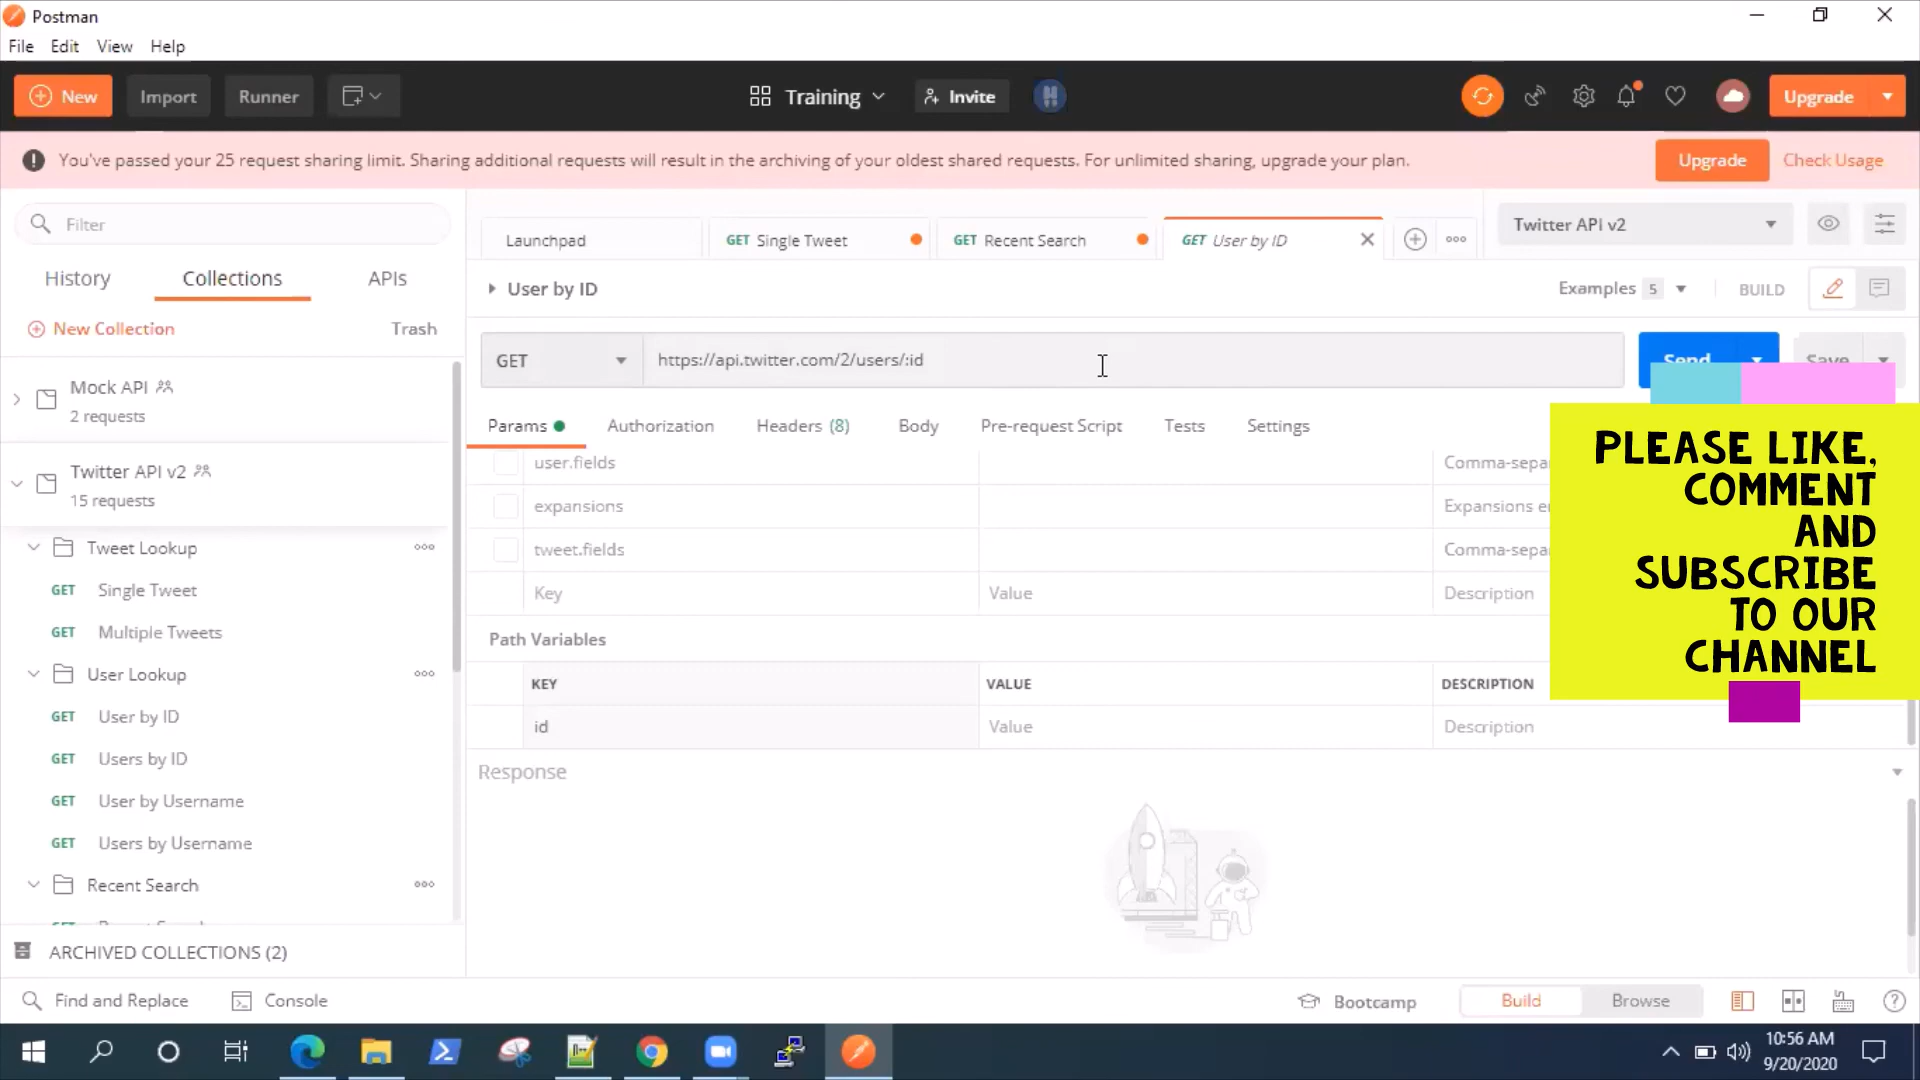 Postman
File Edit View Help
New Import Runner Training Invite Upgrade
You've passed your 25 request sharing limit. Sharing additional requests will result in the archiving of your oldest shared requests. For unlimited sharing, upgrade your plan. Upgrade Check Usage
Filter
Launchpad GET Single Tweet GET Recent Search GET User by ID Twitter API v2
History Collections APIs
User by ID Examples 5 BUILD
New Collection Trash
GET https://api.twitter.com/2/users/:id Send Save
Mock API
2 requests
Params Authorization Headers (8) Body Pre-request Script Tests Settings
user.fields Comma-sepa
expansions Expansions e
tweet.fields Comma-sepa
Key Value Description
Path Variables
KEY VALUE DESCRIPTION
id Value Description
PLEASE LIKE,
COMMENT
AND
SUBSCRIBE
TO OUR
CHANNEL
Twitter API v2
15 requests
Tweet Lookup
GET Single Tweet
GET Multiple Tweets
User Lookup
GET User by ID
GET Users by ID
GET User by Username
GET Users by Username
Recent Search
Response
ARCHIVED COLLECTIONS (2)
Find and Replace Console Bootcamp Build Browse
10:56 AM
9/20/2020